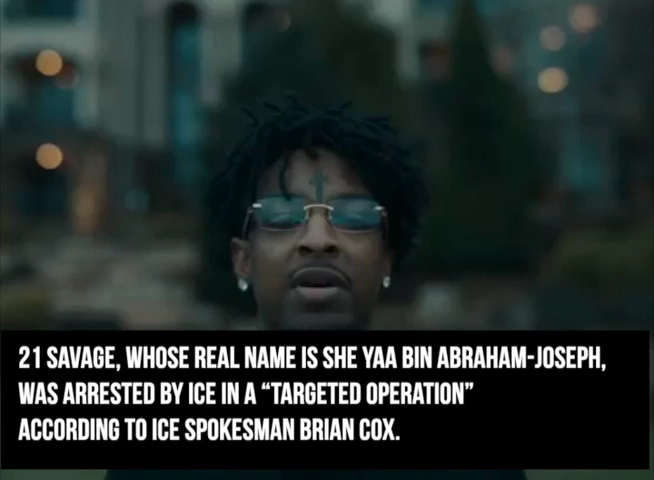 21 SAVAGE, WHOSE REAL NAME IS SHE YAA BIN ABRAHAM-JOSEPH,
WAS ARRESTED BY ICE IN A “TARGETED OPERATION”
ACCORDING TO ICE SPOKESMAN BRIAN COX.